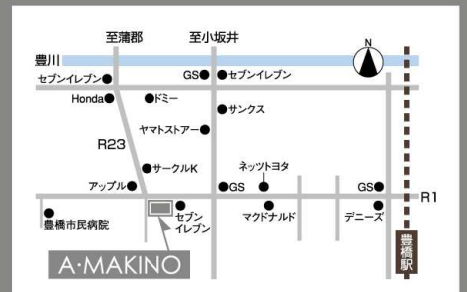 至蒲郡
至小坂井
N
豊川
セブンイレブン
GS
セブンイレブン
Honda
ドミー
サンクス
ヤマトストアー
R23
サークルK
ネッツトヨタ
アップル
GS
GS
R1
豊橋市民病院
セブン
イレブン
マクドナルド
デニーズ
豊橋駅
A·MAKINO